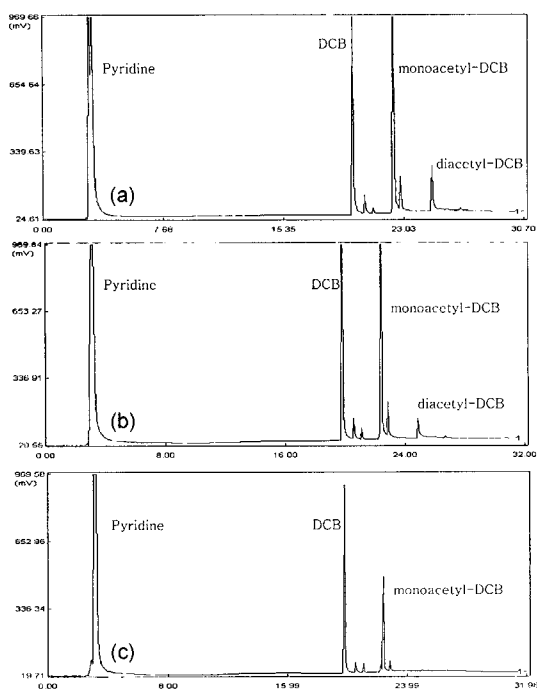 969.68
(mV)
DCB
Pyridine
monoacetyl-DCB
654.64
339.63
diacetyl-DCB
(a)
24.61
0.00 7.68 15.35 23.03 30.70
969.64
(mV)
Pyridine
DCB
monoacetyl-DCB
653.27
336.91
diacetyl-DCB
(b)
0.00 8.00 16.00 24.00 32.00
(mV)
Pyridine
DCB
652.96
monoacetyl-DCB
336.34
(c)
19.71
0.00 8.00 15.99 23.99 31.98